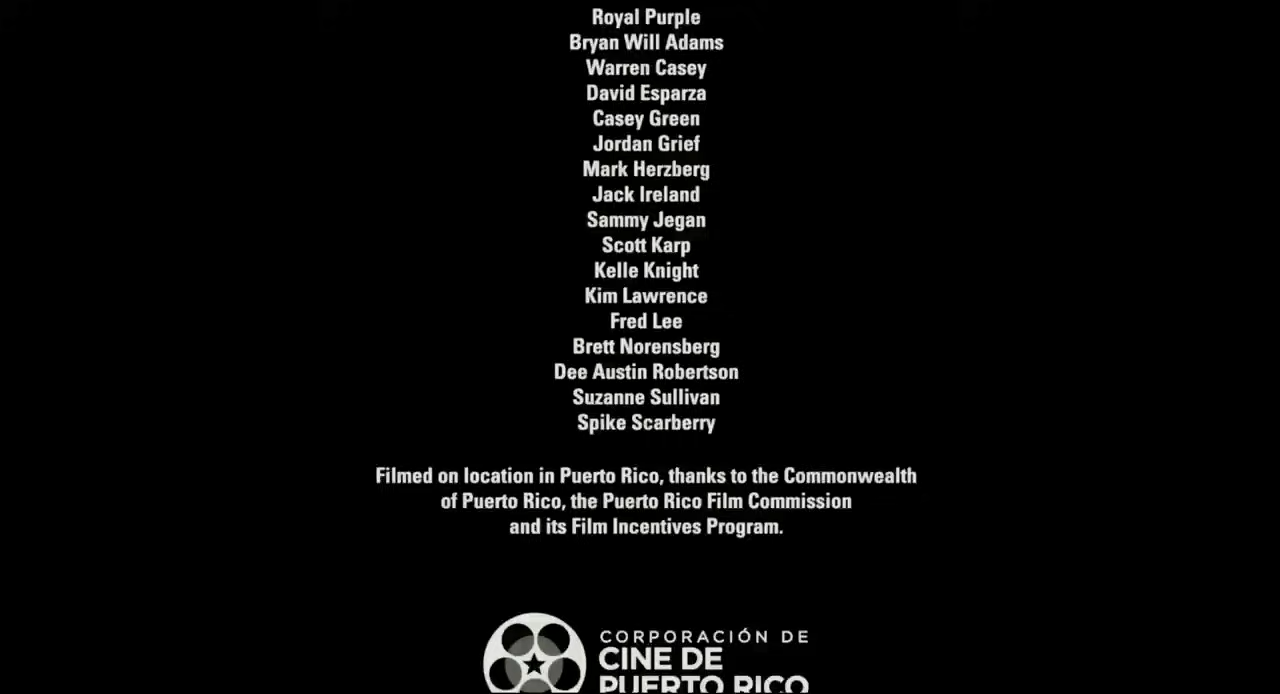 Royal Purple
Bryan Will Adams
Warren Casey
David Esparza
Casey Green
Jordan Grief
Mark Herzberg
Jack Ireland
Sammy Jegan
Scott Karp
Kelle Knight
Kim Lawrence
Fred Lee
Brett Norensberg
Dee Austin Robertson
Suzanne Sullivan
Spike Scarberry
Filmed on location in Puerto Rico, thanks to the Commonwealth
of Puerto Rico, the Puerto Rico Film Commission
and its Film Incentives Program.
CORPORACIÓN DE
CINE DE
PUERTO RICO